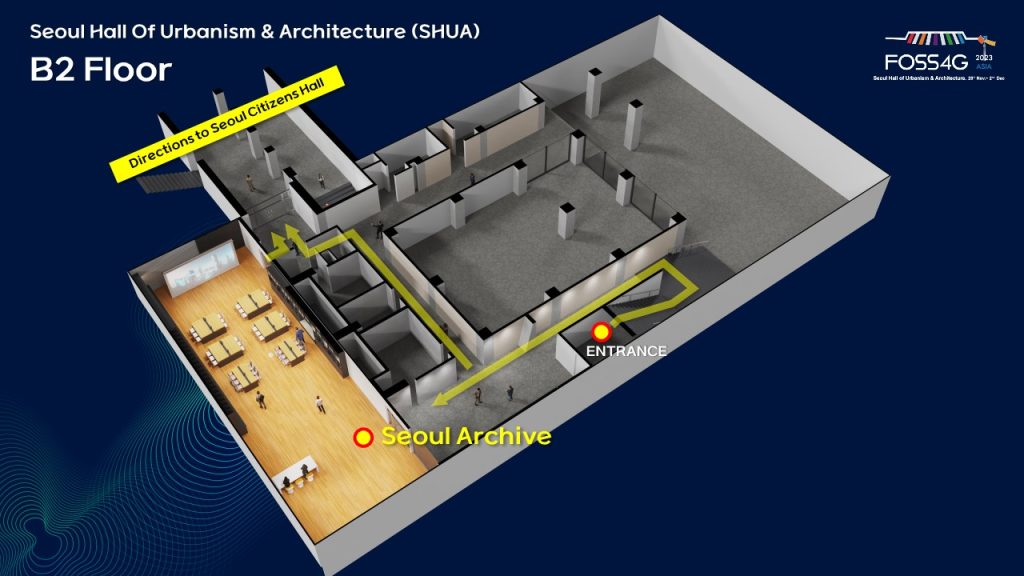 Seoul Hall Of Urbanism & Architecture (SHUA)
B2 Floor
FOSS4G 2023 ASIA
Seoul Hall of Urbanism & Architecture. 28th Nov.- 2nd Dec
Directions to Seoul Citizens Hall
ENTRANCE
Seoul Archive